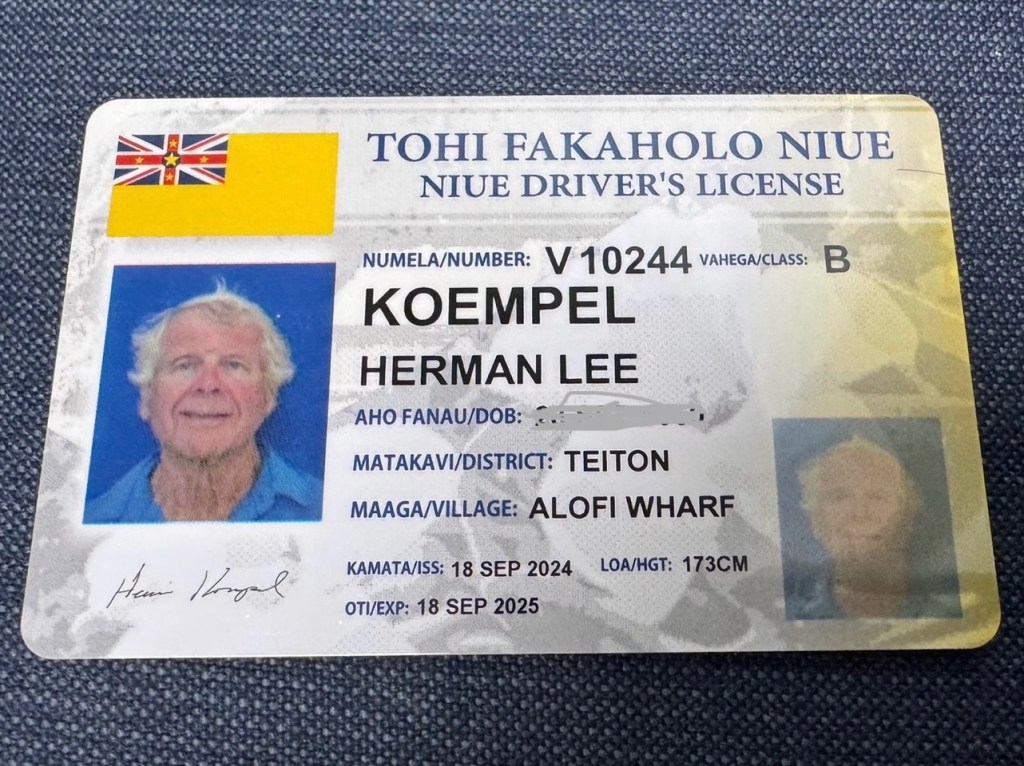 TOHI FAKAHOLO NIUE
NIUE DRIVER'S LICENSE
NUMELA/NUMBER: V 10244 VAHEGA/CLASS: B
KOEMPEL
HERMAN LEE
AHO FANAU/DOB:
MATAKAVI/DISTRICT: TEITON
MAAGA/VILLAGE: ALOFI WHARF
KAMATA/ISS: 18 SEP 2024 LOA/HGT: 173CM
OTI/EXP: 18 SEP 2025